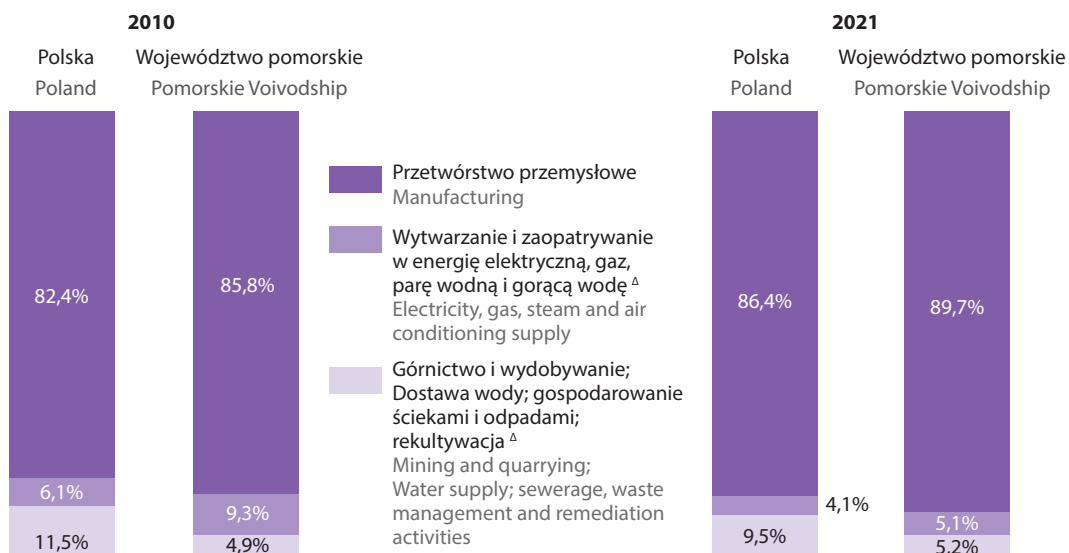 2010
Polska
Poland
Województwo pomorskie
Pomorskie Voivodship
82,4%
6,1%
11,5%
85,8%
9,3%
4,9%
Przetwórstwo przemysłowe
Manufacturing
Wytwarzanie i zaopatrywanie
w energię elektryczną, gaz,
parę wodną i gorącą wodę Δ
Electricity, gas, steam and air
conditioning supply
Górnictwo i wydobywanie;
Dostawa wody; gospodarowanie
ściekami i odpadami;
rekultywacja Δ
Mining and quarrying;
Water supply; sewerage, waste
management and remediation
activities
2021
Polska
Poland
Województwo pomorskie
Pomorskie Voivodship
86,4%
4,1%
9,5%
89,7%
5,1%
5,2%